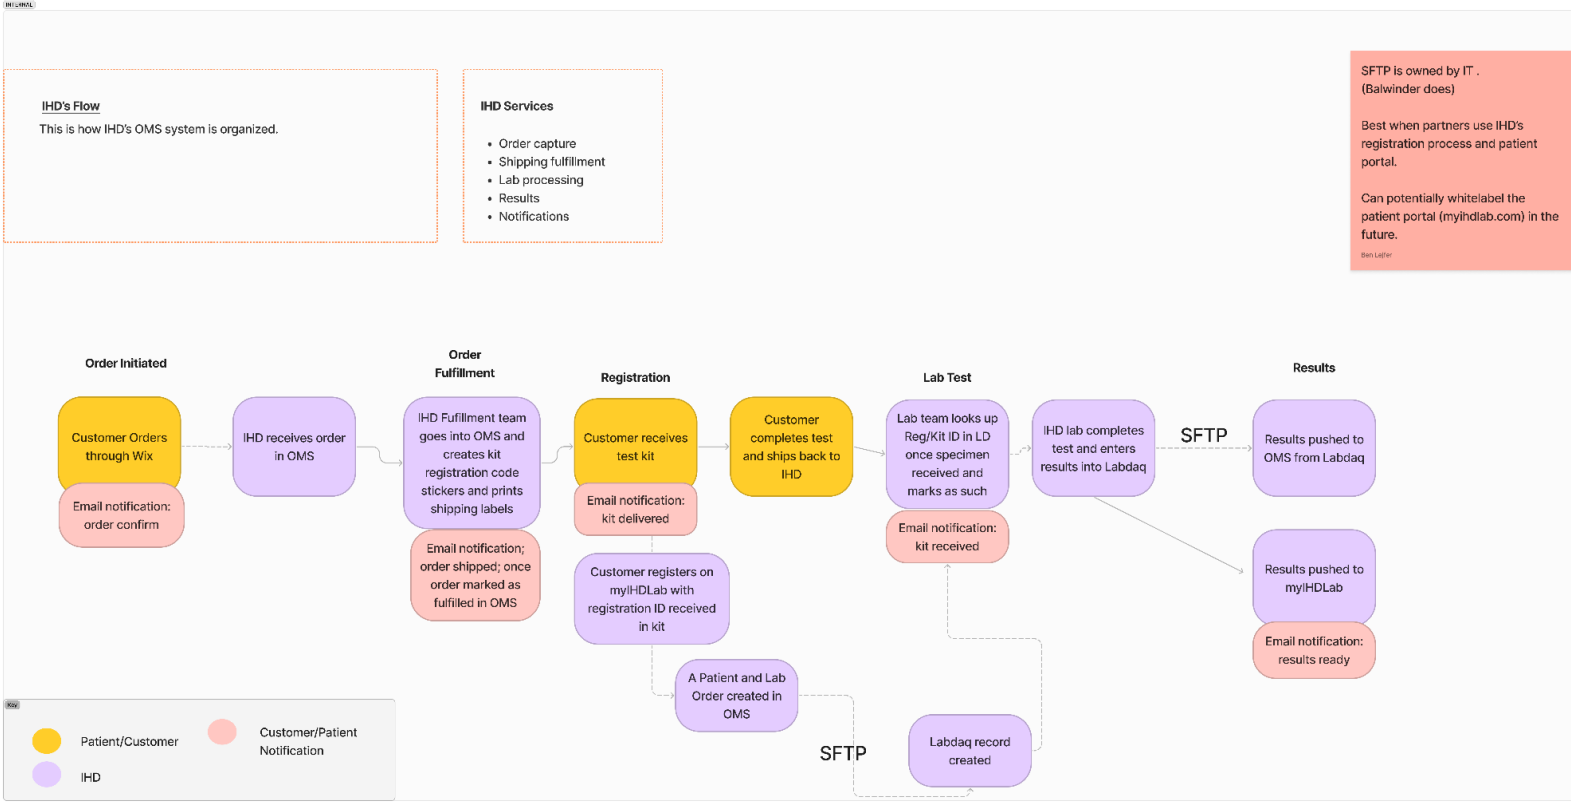 INTERNAL
IHD's Flow
This is how IHD's OMS system is organized.
IHD Services
Order capture
Shipping fulfillment
Lab processing
Results
Notifications
SFTP is owned by IT .
(Balwinder does)
Best when partners use IHD's
registration process and patient
portal.
Can potentially whitelabel the
patient portal (myihdlab.com) in the
future.
Ben Lejfer
Order Initiated
Customer Orders
through Wix
Email notification:
order confirm
IHD receives order
in OMS
Order
Fulfillment
IHD Fufillment team
goes into OMS and
creates kit
registration code
stickers and prints
shipping labels
Email notification;
order shipped; once
order marked as
fulfilled in OMS
Registration
Customer receives
test kit
Email notification:
kit delivered
Customer registers on
myIHDLab with
registration ID received
in kit
A Patient and Lab
Order created in
OMS
SFTP
Labdaq record
created
Customer
completes test
and ships back to
IHD
Lab Test
Lab team looks up
Reg/Kit ID in LD
once specimen
received and
marks as such
Email notification:
kit received
IHD lab completes
test and enters
results into Labdaq
SFTP
Results
Results pushed to
OMS from Labdaq
Results pushed to
myIHDLab
Email notification:
results ready
Key
Patient/Customer
IHD
Customer/Patient
Notification